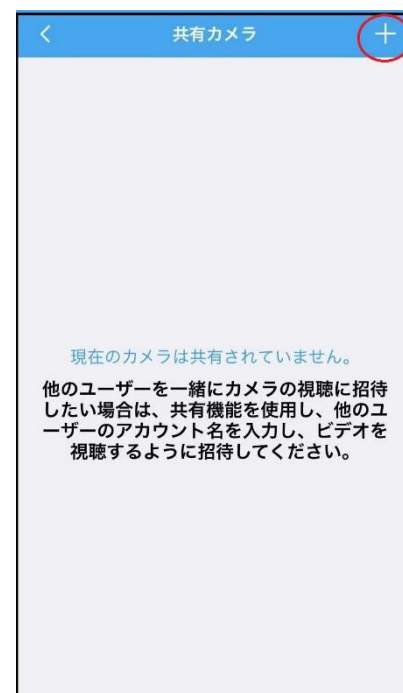 共有カメラ
現在のカメラは共有されていません。
他のユーザーを一緒にカメラの視聴に招待
したい場合は、共有機能を使用し、他のユ
ーザーのアカウント名を入力し、ビデオを
視聴するように招待してください。